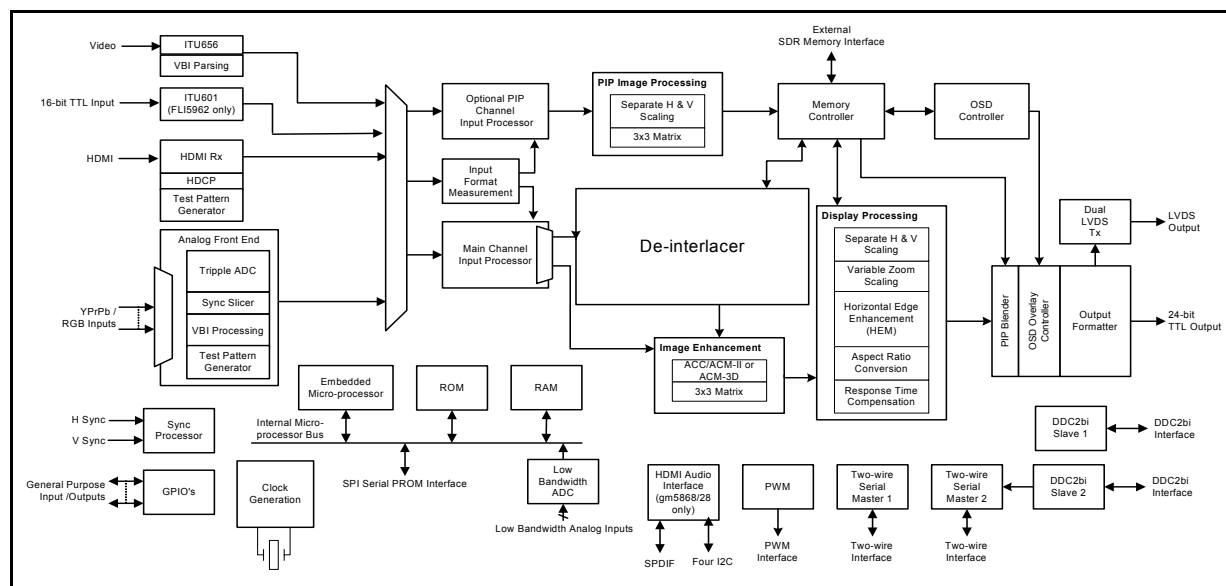 Video
ITU656
VBI Parsing
16-bit TTL Input
ITU601
(FLI5962 only)
HDMI
HDMI Rx
HDCP
Test Pattern
Generator
Analog Front End
Tripple ADC
Sync Slicer
VBI Processing
Test Pattern
Generator
YPrPb /
RGB Inputs
Optional PIP
Channel
Input Processor
Input
Format
Measurement
Main Channel
Input Processor
PIP Image Processing
Separate H & V
Scaling
3x3 Matrix
External
SDR Memory Interface
Memory
Controller
OSD
Controller
De-interlacer
Display Processing
Separate H & V
Scaling
Variable Zoom
Scaling
Horizontal Edge
Enhancement
(HEM)
Aspect Ratio
Conversion
Response Time
Compensation
Image Enhancement
ACC/ACM-II or
ACM-3D
3x3 Matrix
Dual
LVDS
Tx
LVDS
Output
PIP Blender
OSD Overlay
Controller
Output
Formatter
24-bit
TTL Output
H Sync
V Sync
Sync
Processor
General Purpose
Input /Outputs
GPIO's
Clock
Generation
Embedded
Micro-processor
ROM
RAM
Internal Micro-
processor Bus
SPI Serial PROM Interface
Low
Bandwidth
ADC
Low Bandwidth Analog Inputs
HDMI Audio
Interface
(gm5868/28
only)
SPDIF
Four I2C
PWM
PWM
Interface
Two-wire
Serial
Master 1
Two-wire Interface
Two-wire
Serial
Master 2
Two-wire Interface
DDC2bi
Slave 1
DDC2bi
Interface
DDC2bi
Slave 2
DDC2bi
Interface